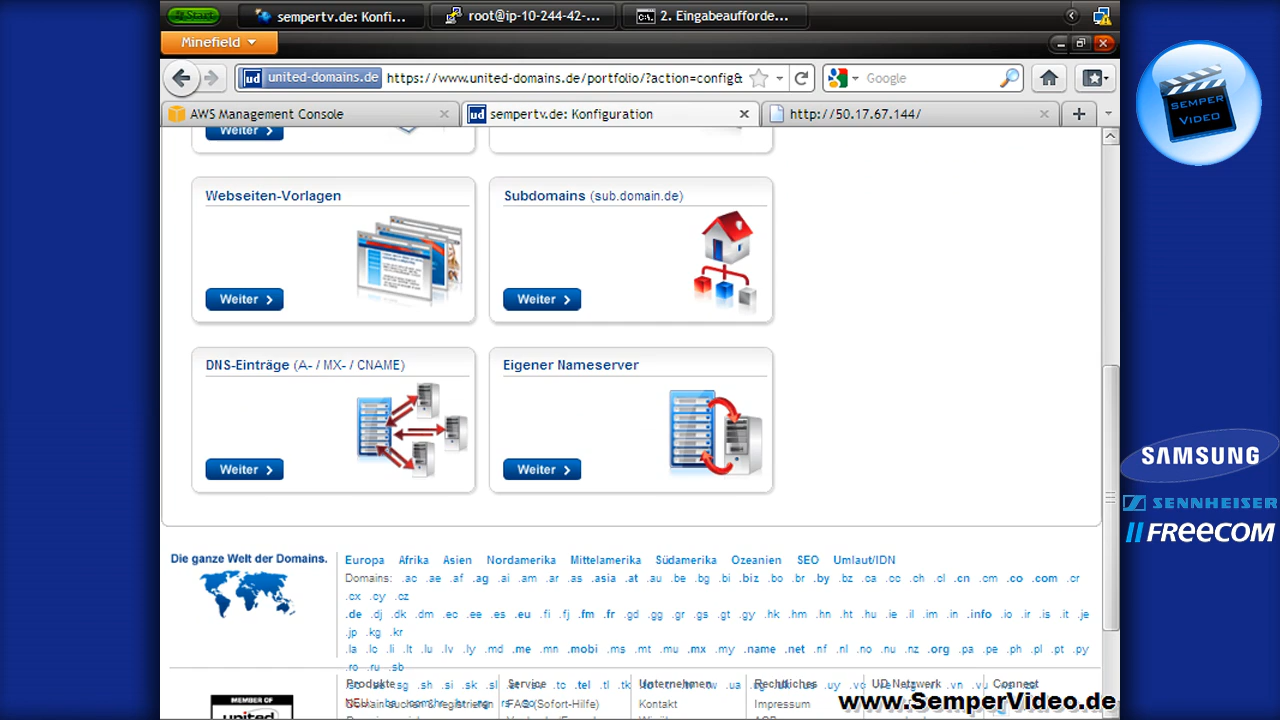 Start
sempertv.de: Konfi...
root@ip-10-244-42-...
2. Eingabeaufforde...
Minefield
united-domains.de
https://www.united-domains.de/portfolio/?action=config&
Google
AWS Management Console
sempertv.de: Konfiguration
http://50.17.67.144/
Weiter
Webseiten-Vorlagen
Subdomains (sub.domain.de)
Weiter
Weiter
DNS-Einträge (A- / MX- / CNAME)
Eigener Nameserver
Weiter
Weiter
SEMPER
VIDEO
SAMSUNG
SENNHEISER
FREECOM
Die ganze Welt der Domains.
Europa Afrika Asien Nordamerika Mittelamerika Südamerika Ozeanien SEO Umlaut/IDN
Domains: .ac .ae .af .ag .ai .am .ar .as .asia .at .au .be .bg .bi .biz .bo .br .by .bz .ca .cc .ch .cl .cn .cm .co .com .cr
.cx .cy .cz
.de .dj .dk .dm .ec .ee .es .eu .fi .fj .fm .fr .gd .gg .gr .gs .gt .gy .hk .hm .hn .ht .hu .ie .il .im .in .info .io .ir .is .it .je
.jp .kg .kr
.la .lc .li .lt .lu .lv .ly .md .me .mn .mobi .ms .mt .mu .mx .my .name .net .nf .nl .no .nu .nz .org .pa .pe .ph .pl .pt .py
.ro .ru .sb
Produkte Service Unternehmen Rechtliches UD Netzwerk Connect
Domain suchen & registrieren FAQ (Sofort-Hilfe) Kontakt Impressum
MEMBER OF
united
www.SemperVideo.de